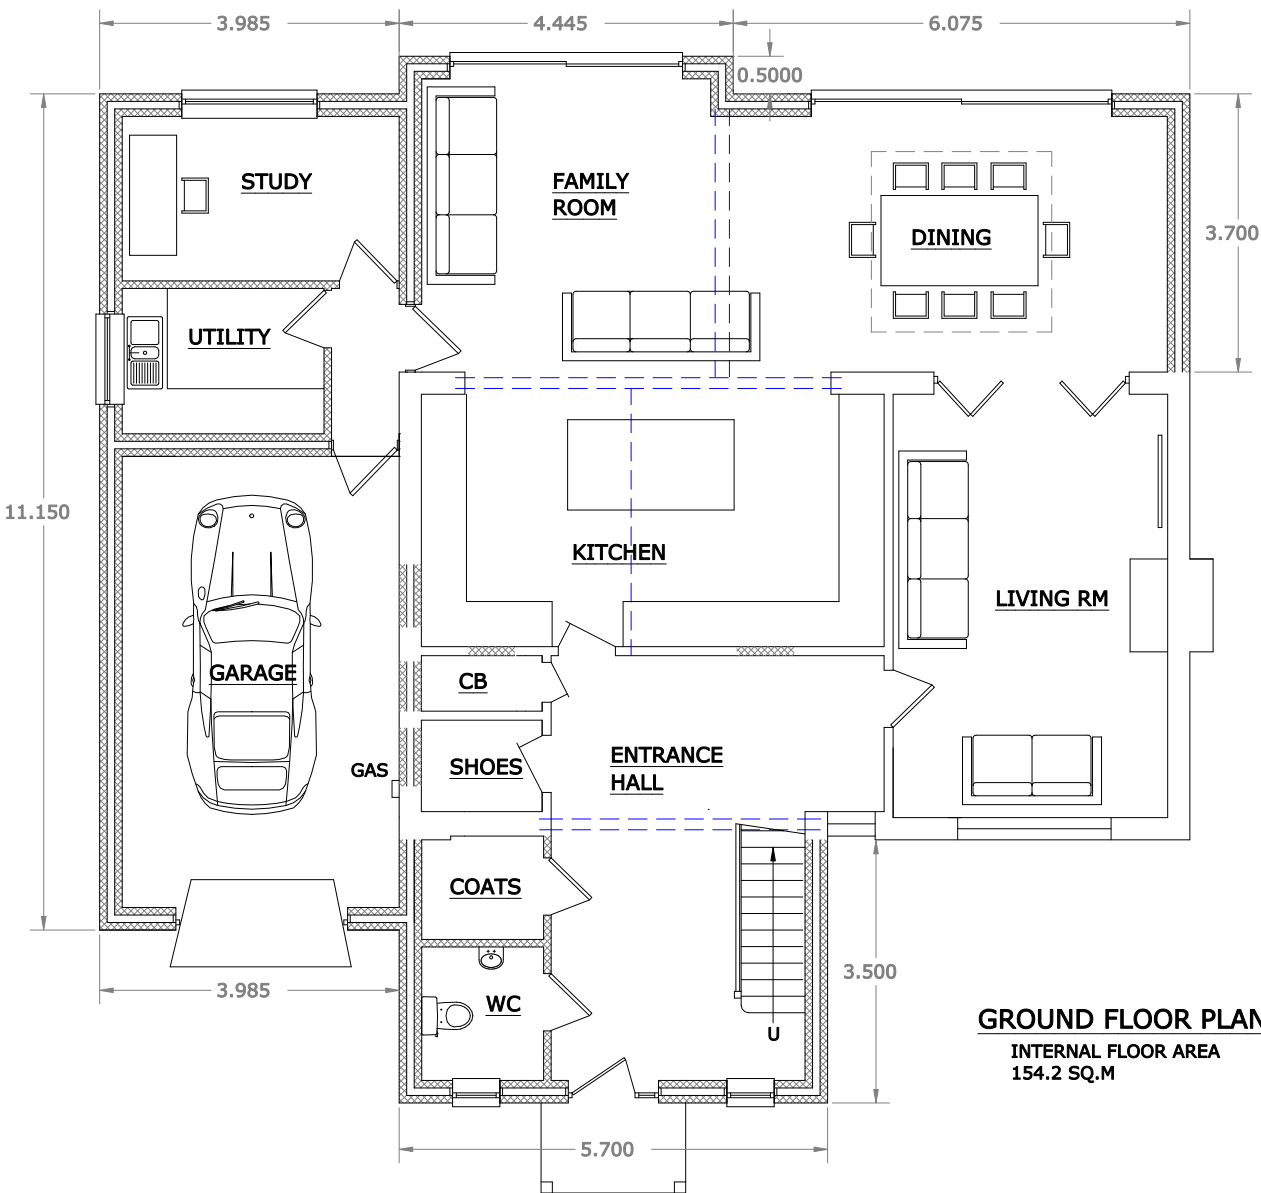 3.985
4.445
6.075
0.5000
STUDY
FAMILY
ROOM
DINING
3.700
UTILITY
11.150
KITCHEN
LIVING RM
GARAGE
CB
GAS
SHOES
ENTRANCE
HALL
COATS
3.985
WC
3.500
U
GROUND FLOOR PLAN
INTERNAL FLOOR AREA
154.2 SQ.M
5.700